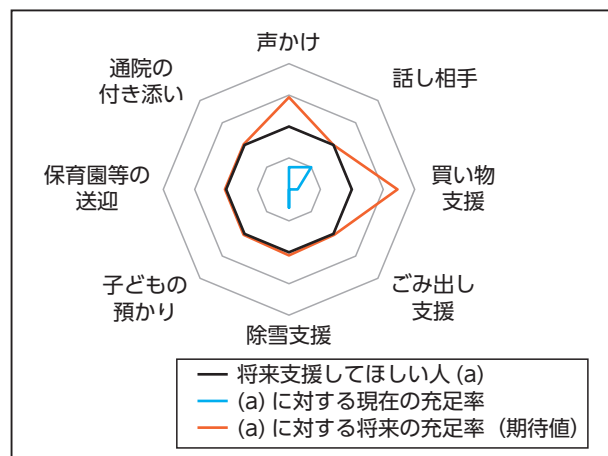 声かけ
通院の
付き添い
話し相手
保育園等の
送迎
買い物
支援
子どもの
預かり
ごみ出し
支援
除雪支援
将来支援してほしい人 (a)
(a) に対する現在の充足率
(a) に対する将来の充足率（期待値）